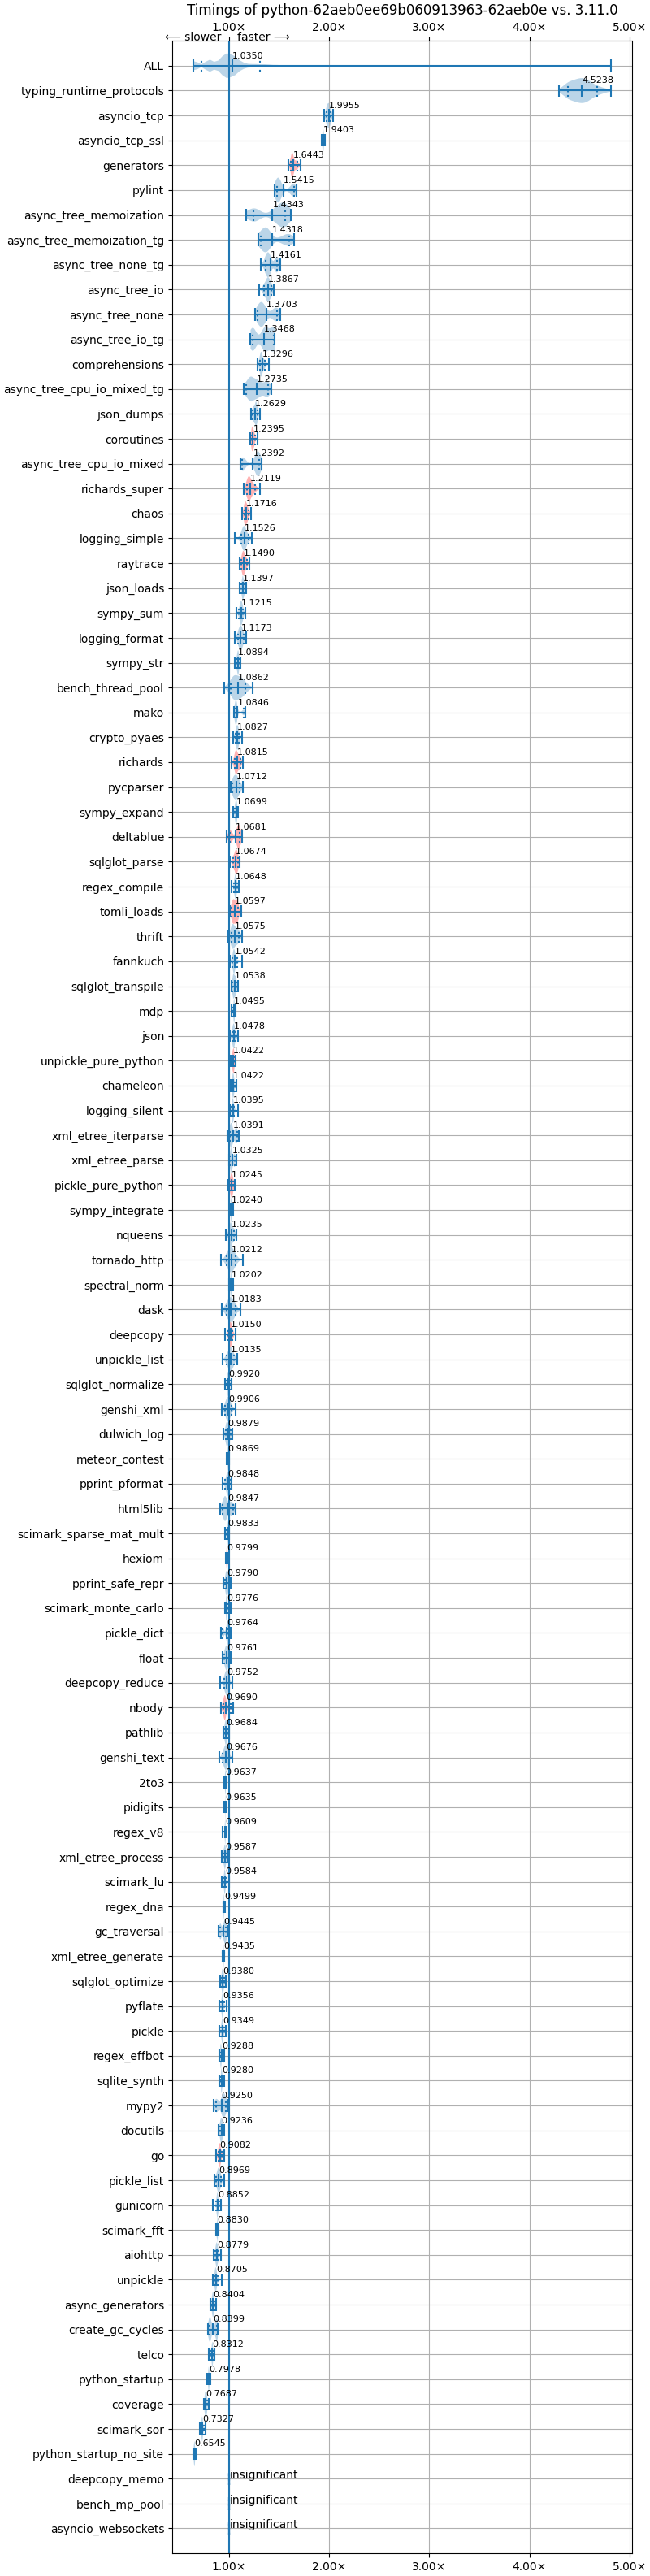 Timings of python-62aeb0ee69b060913963-62aeb0e vs. 3.11.0
1.00× 2.00× 3.00× 4.00× 5.00×
⟵ slower faster ⟶
ALL 1.0350
typing_runtime_protocols 4.5238
asyncio_tcp 1.9955
asyncio_tcp_ssl 1.9403
generators 1.6443
pylint 1.5415
async_tree_memoization 1.4343
async_tree_memoization_tg 1.4318
async_tree_none_tg 1.4161
async_tree_io 1.3867
async_tree_none 1.3703
async_tree_io_tg 1.3468
comprehensions 1.3296
async_tree_cpu_io_mixed_tg 1.2735
json_dumps 1.2629
coroutines 1.2395
async_tree_cpu_io_mixed 1.2392
richards_super 1.2119
chaos 1.1716
logging_simple 1.1526
raytrace 1.1490
json_loads 1.1397
sympy_sum 1.1215
logging_format 1.1173
sympy_str 1.0894
bench_thread_pool 1.0862
mako 1.0846
crypto_pyaes 1.0827
richards 1.0815
pycparser 1.0712
sympy_expand 1.0699
deltablue 1.0681
sqlglot_parse 1.0674
regex_compile 1.0648
tomli_loads 1.0597
thrift 1.0575
fannkuch 1.0542
sqlglot_transpile 1.0538
mdp 1.0495
json 1.0478
unpickle_pure_python 1.0422
chameleon 1.0422
logging_silent 1.0395
xml_etree_iterparse 1.0391
xml_etree_parse 1.0325
pickle_pure_python 1.0245
sympy_integrate 1.0240
nqueens 1.0235
tornado_http 1.0212
spectral_norm 1.0202
dask 1.0183
deepcopy 1.0150
unpickle_list 1.0135
sqlglot_normalize 0.9920
genshi_xml 0.9906
dulwich_log 0.9879
meteor_contest 0.9869
pprint_pformat 0.9848
html5lib 0.9847
scimark_sparse_mat_mult 0.9833
hexiom 0.9799
pprint_safe_repr 0.9790
scimark_monte_carlo 0.9776
pickle_dict 0.9764
float 0.9761
deepcopy_reduce 0.9752
nbody 0.9690
pathlib 0.9684
genshi_text 0.9676
2to3 0.9637
pidigits 0.9635
regex_v8 0.9609
xml_etree_process 0.9587
scimark_lu 0.9584
regex_dna 0.9499
gc_traversal 0.9445
xml_etree_generate 0.9435
sqlglot_optimize 0.9380
pyflate 0.9356
pickle 0.9349
regex_effbot 0.9288
sqlite_synth 0.9280
mypy2 0.9250
docutils 0.9236
go 0.9082
pickle_list 0.8969
gunicorn 0.8852
scimark_fft 0.8830
aiohttp 0.8779
unpickle 0.8705
async_generators 0.8404
create_gc_cycles 0.8399
telco 0.8312
python_startup 0.7978
coverage 0.7687
scimark_sor 0.7327
python_startup_no_site 0.6545
deepcopy_memo insignificant
bench_mp_pool insignificant
asyncio_websockets insignificant
1.00× 2.00× 3.00× 4.00× 5.00×